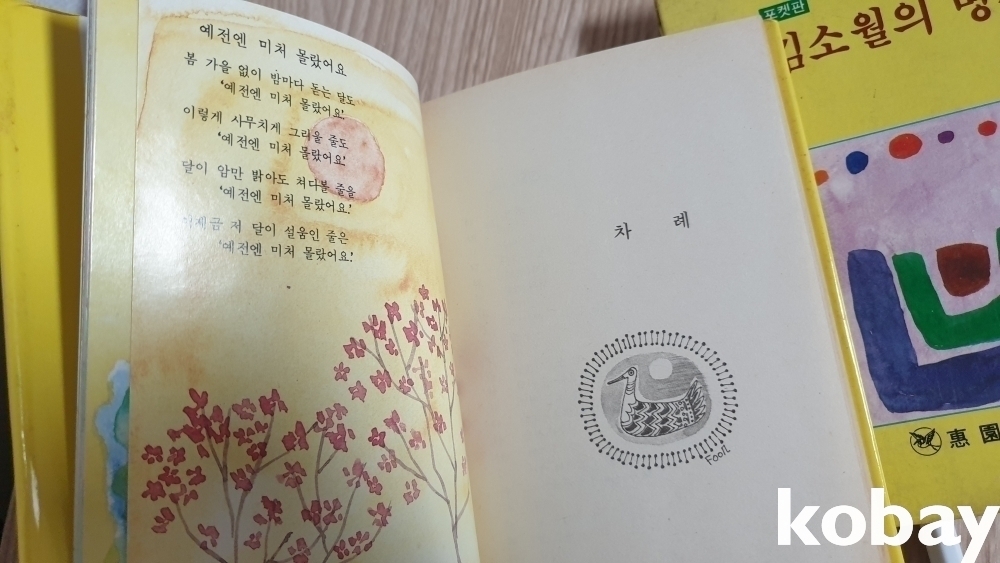 예전엔 미처 몰랐어요
봄 가을 없이 밤마다 돋는 달도
‘예전엔 미처 몰랐어요.’
이렇게 사무치게 그리울 줄도
‘예전엔 미처 몰랐어요.’
달이 암만 밝아도 쳐다볼 줄을
‘예전엔 미처 몰랐어요.’
이제금 저 달이 설움인 줄은
‘예전엔 미처 몰랐어요.’
차 례
Fool
포켓판
김소월의
惠園
kobay